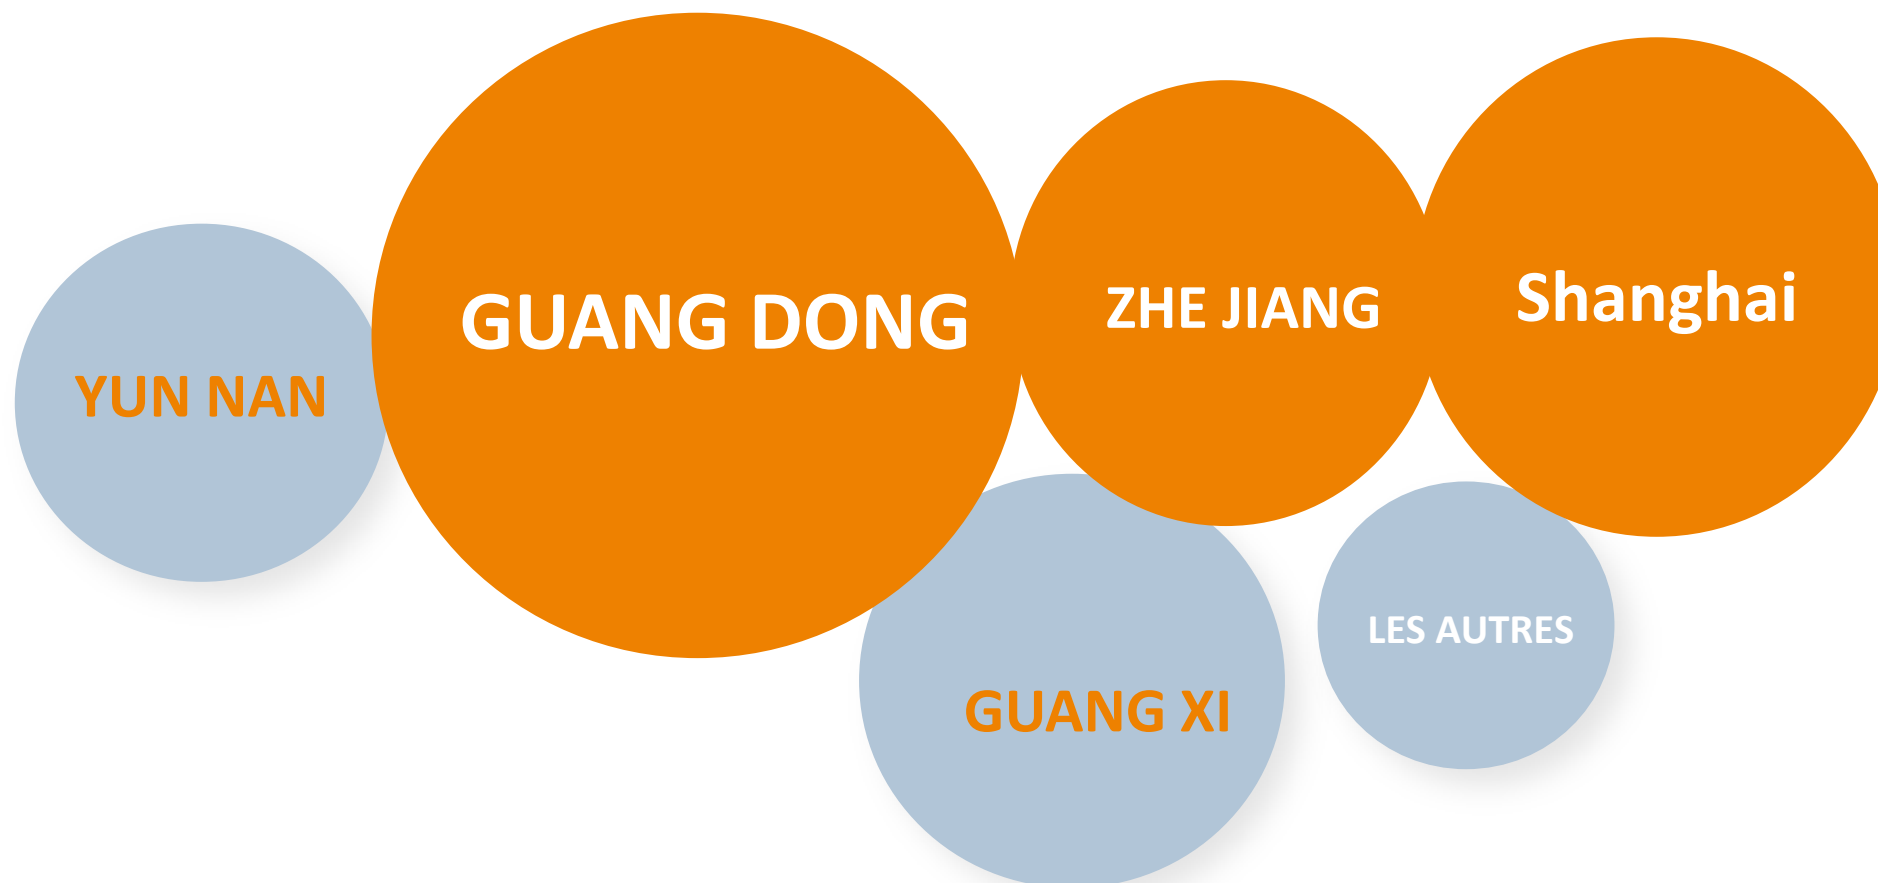 YUN NAN
GUANG DONG
ZHE JIANG
Shanghai
GUANG XI
LES AUTRES